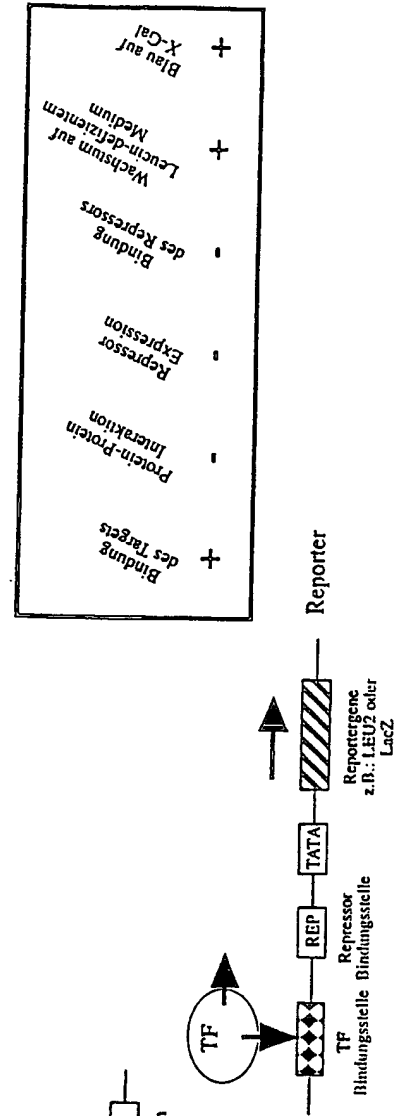 Bindung
des Targets
+
Protein-Protein
Interaktion
-
Repressor
Expression
-
Bindung
des Repressors
-
Wachstum auf
Leucin-defizientem
Medium
+
Blau auf
X-Gal
+
TF
REP
TATA
Reporter
TF
Bindungsstelle
Repressor
Bindungsstelle
Reportergene
z.B.: LEU2 oder
LacZ